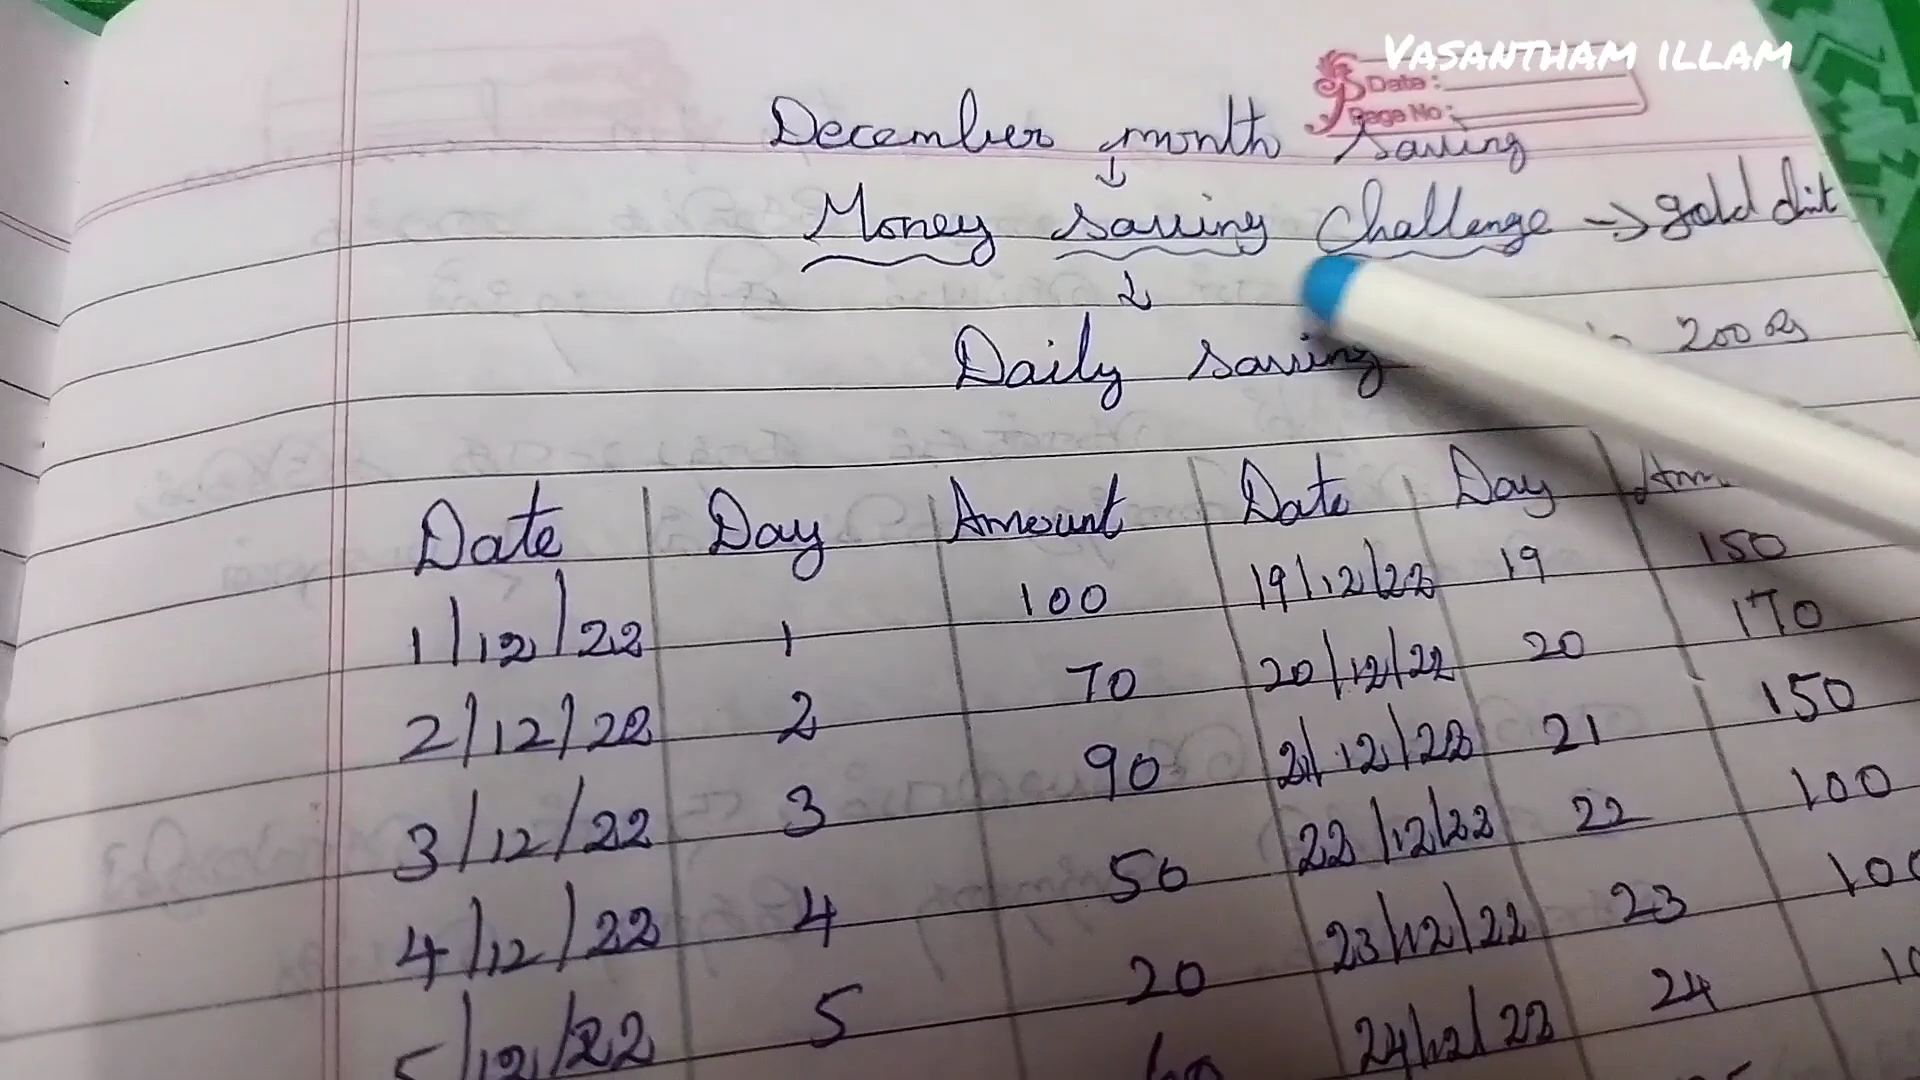 VASANTHAM ILLAM
Date:
Page No:
December month saving
↓
Money saving challenge → gold chit
↓
Daily saving 200 Rs
Date Day Amount Date Day Am
1/12/22 1 100 19/12/22 19 150
2/12/22 2 70 20/12/22 20 170
3/12/22 3 90 21/12/22 21 150
4/12/22 4 50 22/12/22 22 100
5/12/22 5 20 23/12/22 23 100
24/12/22 24 10